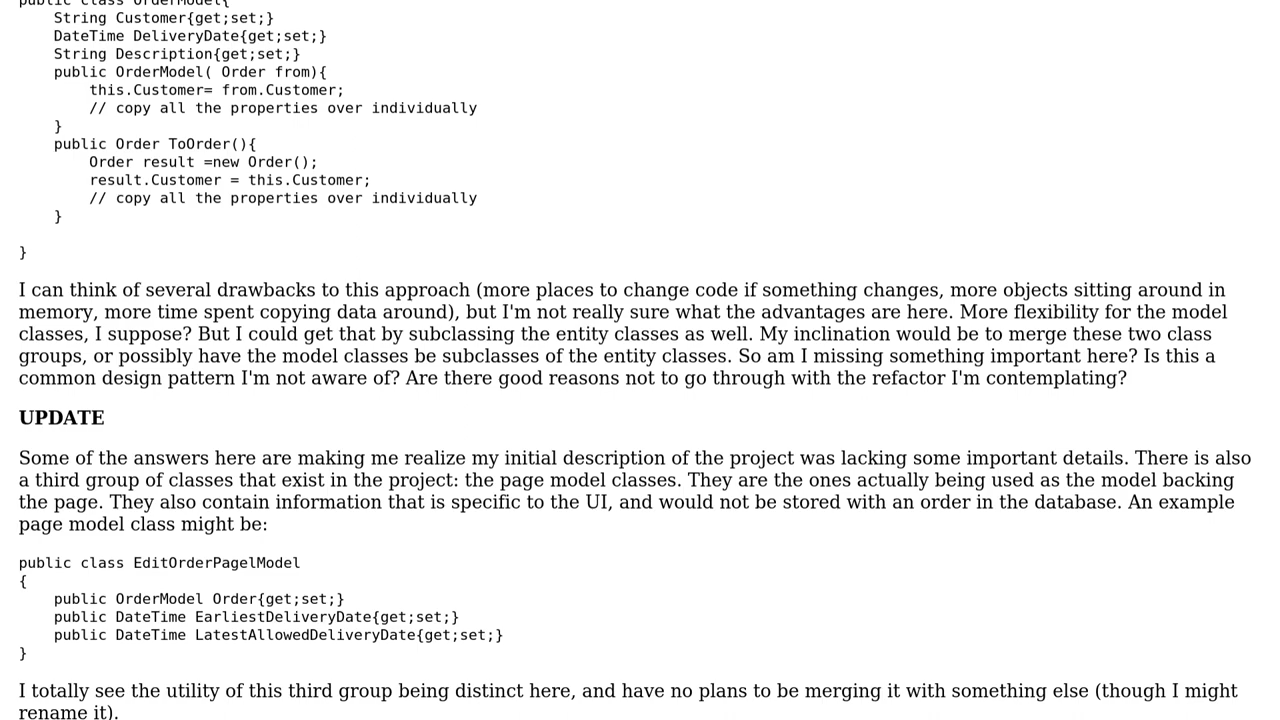 public class OrderModel{
    String Customer{get;set;}
    DateTime DeliveryDate{get;set;}
    String Description{get;set;}
    public OrderModel( Order from){
        this.Customer= from.Customer;
        // copy all the properties over individually
    }
    public Order ToOrder(){
        Order result =new Order();
        result.Customer = this.Customer;
        // copy all the properties over individually
    }
}
I can think of several drawbacks to this approach (more places to change code if something changes, more objects sitting around in
memory, more time spent copying data around), but I'm not really sure what the advantages are here. More flexibility for the model
classes, I suppose? But I could get that by subclassing the entity classes as well. My inclination would be to merge these two class
groups, or possibly have the model classes be subclasses of the entity classes. So am I missing something important here? Is this a
common design pattern I'm not aware of? Are there good reasons not to go through with the refactor I'm contemplating?
UPDATE
Some of the answers here are making me realize my initial description of the project was lacking some important details. There is also
a third group of classes that exist in the project: the page model classes. They are the ones actually being used as the model backing
the page. They also contain information that is specific to the UI, and would not be stored with an order in the database. An example
page model class might be:
public class EditOrderPagelModel
{
    public OrderModel Order{get;set;}
    public DateTime EarliestDeliveryDate{get;set;}
    public DateTime LatestAllowedDeliveryDate{get;set;}
}
I totally see the utility of this third group being distinct here, and have no plans to be merging it with something else (though I might
rename it).